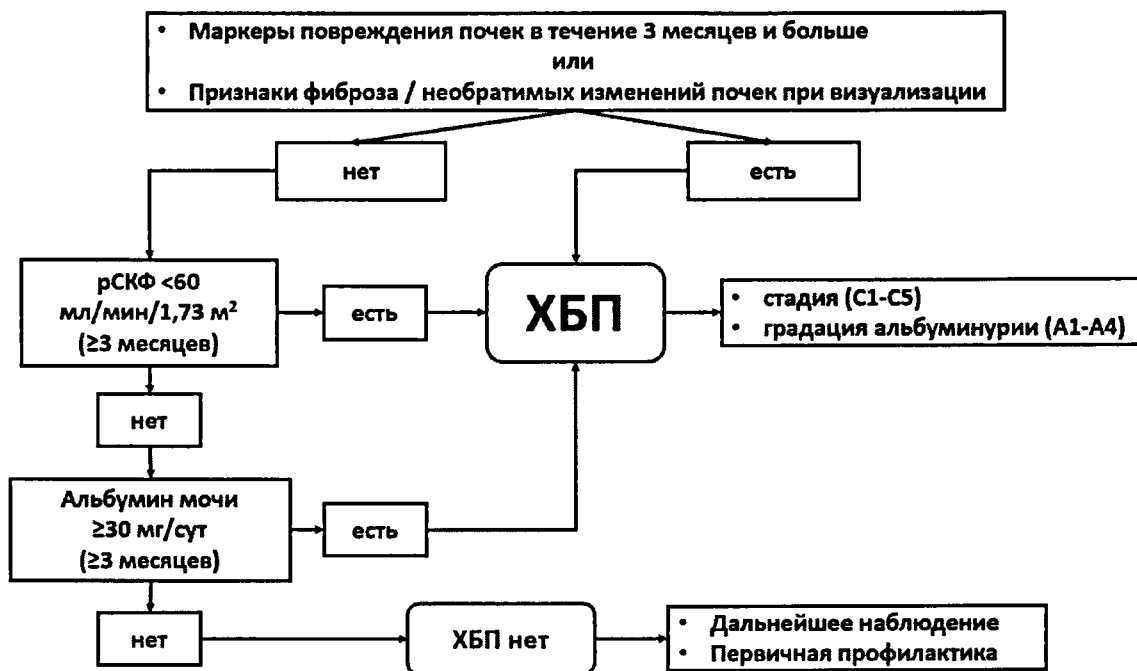 • Маркеры повреждения почек в течение 3 месяцев и больше
или
• Признаки фиброза / необратимых изменений почек при визуализации
нет
есть
рСКФ <60
мл/мин/1,73 м²
(≥3 месяцев)
есть
ХБП
• стадия (С1-С5)
• градация альбуминурии (А1-А4)
нет
Альбумин мочи
≥30 мг/сут
(≥3 месяцев)
есть
нет
ХБП нет
• Дальнейшее наблюдение
• Первичная профилактика